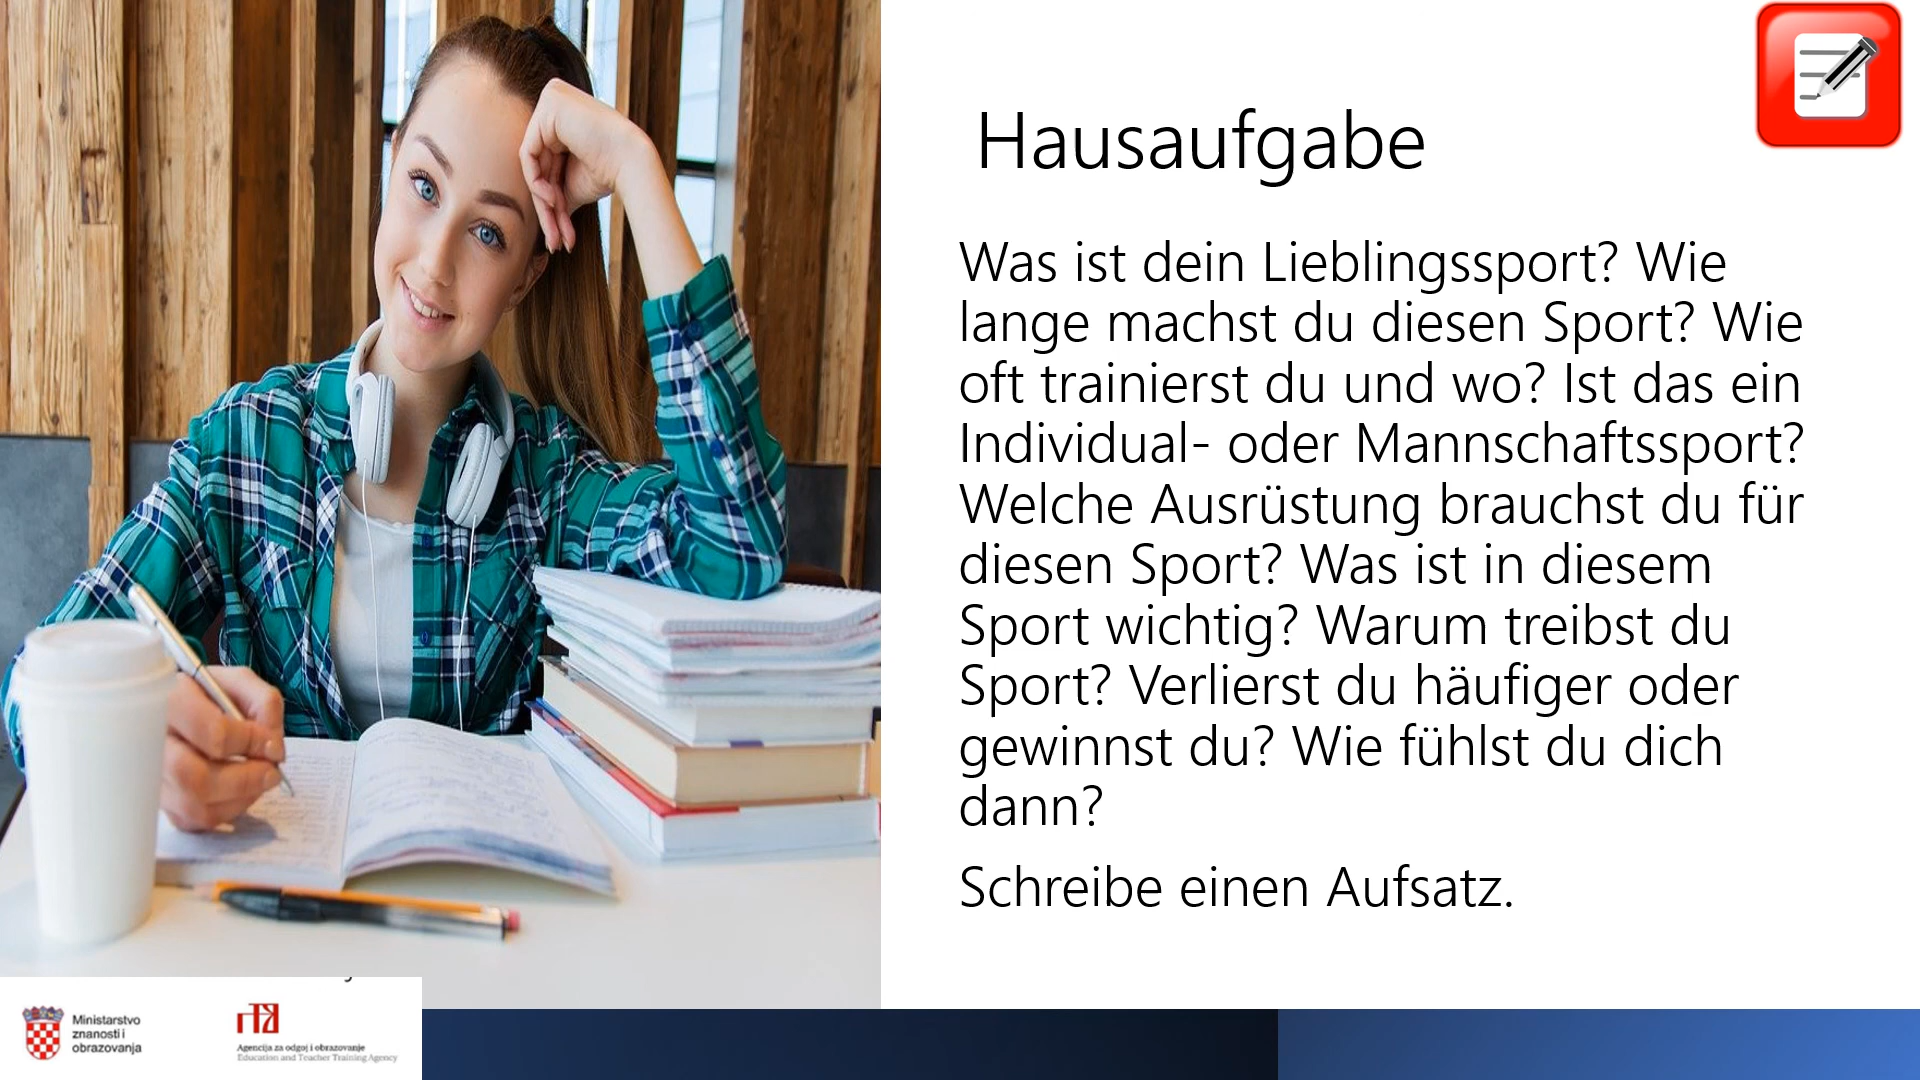 Hausaufgabe
Was ist dein Lieblingssport? Wie
lange machst du diesen Sport? Wie
oft trainierst du und wo? Ist das ein
Individual- oder Mannschaftssport?
Welche Ausrüstung brauchst du für
diesen Sport? Was ist in diesem
Sport wichtig? Warum treibst du
Sport? Verlierst du häufiger oder
gewinnst du? Wie fühlst du dich
dann?
Schreibe einen Aufsatz.
Ministarstvo
znanosti i
obrazovanja
Agencija za odgoj i obrazovanje
Education and Teacher Training Agency